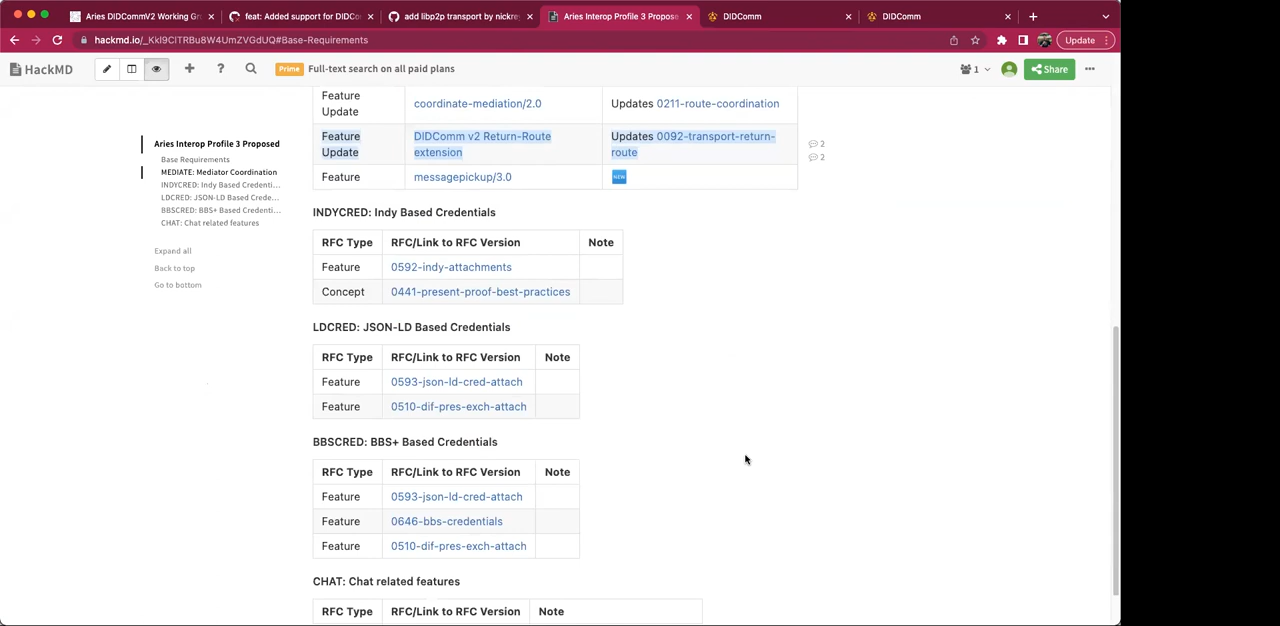 Aries DIDCommV2 Working Gr
feat: Added support for DIDCo
add libp2p transport by nickre
Aries Interop Profile 3 Propose
DIDComm
DIDComm
hackmd.io/_KkI9ClTRBu8W4UmZVGdUQ#Base-Requirements
Update
HackMD
Prime Full-text search on all paid plans
1
Share
Aries Interop Profile 3 Proposed
Base Requirements
MEDIATE: Mediator Coordination
INDYCRED: Indy Based Credenti...
LDCRED: JSON-LD Based Crede...
BBSCRED: BBS+ Based Credenti...
CHAT: Chat related features
Expand all
Back to top
Go to bottom
Feature Update
coordinate-mediation/2.0
Updates 0211-route-coordination
Feature Update
DIDComm v2 Return-Route
extension
Updates 0092-transport-return-
route
2
2
Feature
messagepickup/3.0
NEW
INDYCRED: Indy Based Credentials
RFC Type RFC/Link to RFC Version Note
Feature 0592-indy-attachments
Concept 0441-present-proof-best-practices
LDCRED: JSON-LD Based Credentials
RFC Type RFC/Link to RFC Version Note
Feature 0593-json-ld-cred-attach
Feature 0510-dif-pres-exch-attach
BBSCRED: BBS+ Based Credentials
RFC Type RFC/Link to RFC Version Note
Feature 0593-json-ld-cred-attach
Feature 0646-bbs-credentials
Feature 0510-dif-pres-exch-attach
CHAT: Chat related features
RFC Type RFC/Link to RFC Version Note